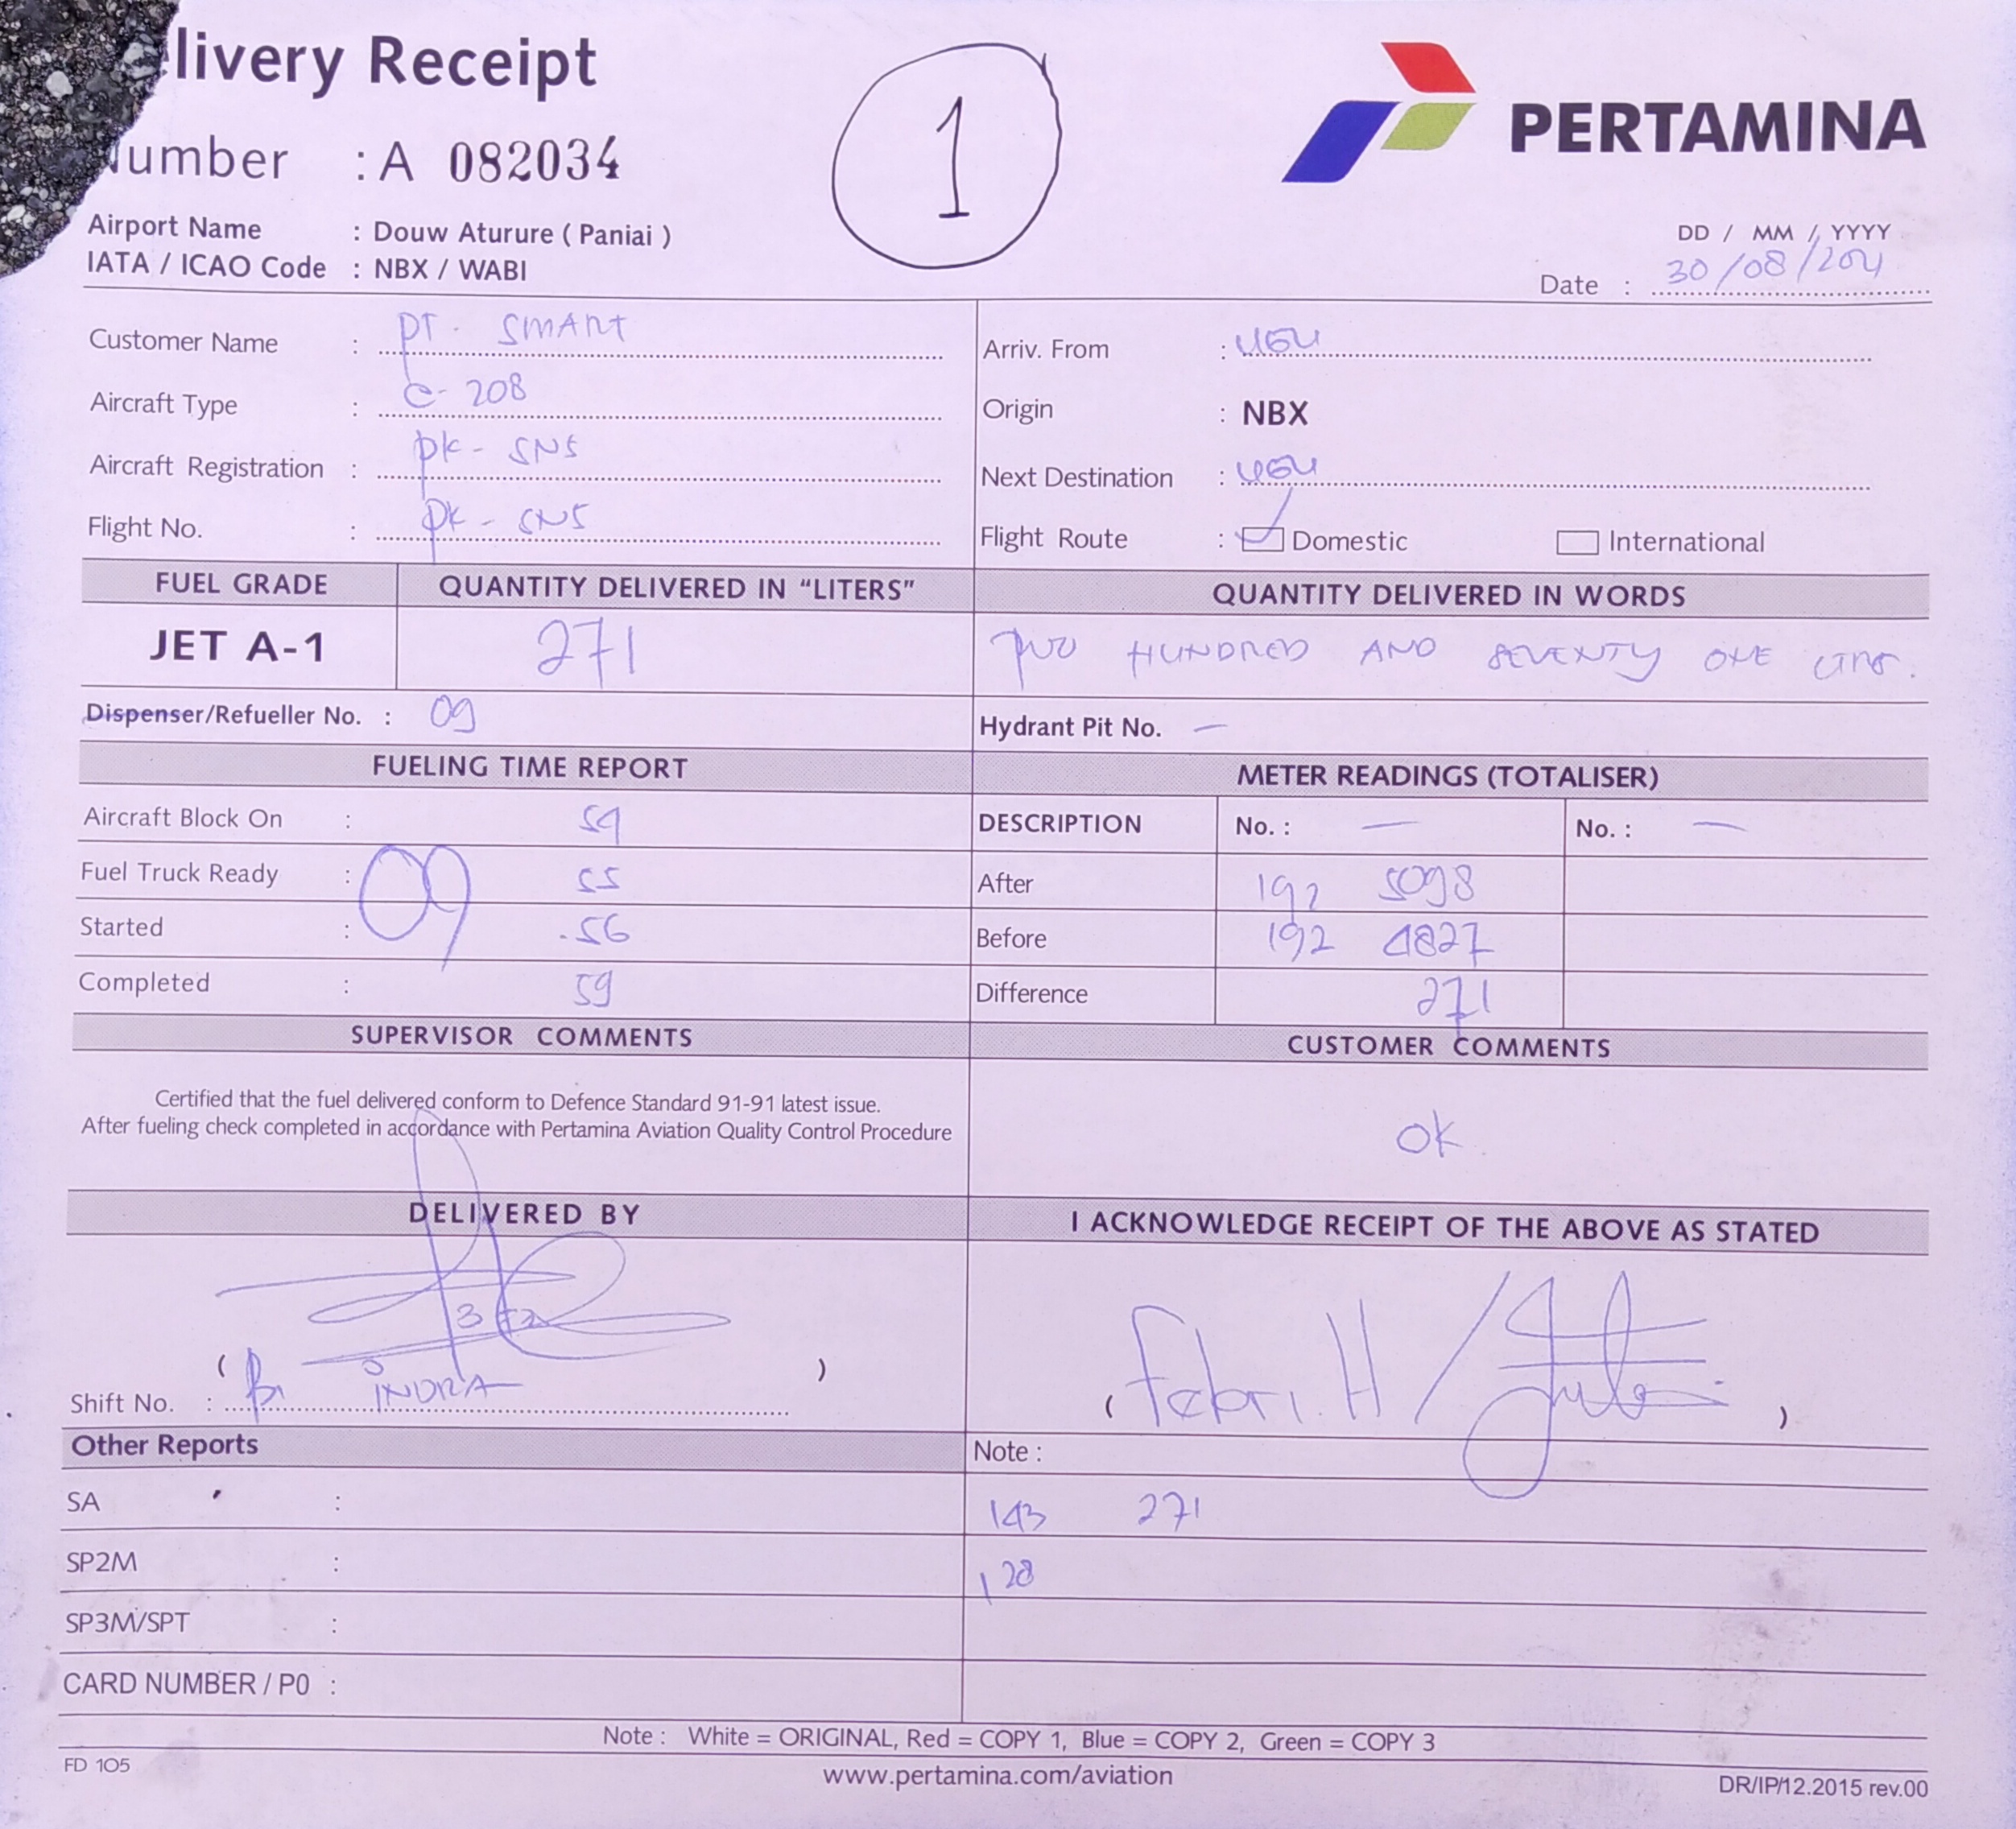 livery Receipt
1
PERTAMINA
umber : A 082034
Airport Name : Douw Aturure ( Paniai )
IATA / ICAO Code : NBX / WABI
DD / MM / YYYY
Date : 30/08/2021
Customer Name : PT. SMART
Arriv. From :
Aircraft Type : C-208
Origin : NBX
Aircraft Registration : PK-SNS
Next Destination :
Flight No. : PK-SNS
Flight Route : Domestic International
FUEL GRADE QUANTITY DELIVERED IN “LITERS” QUANTITY DELIVERED IN WORDS
JET A-1 271 TWO HUNDRED AND SEVENTY ONE
Dispenser/Refueller No. : 09 Hydrant Pit No. —
FUELING TIME REPORT METER READINGS (TOTALISER)
Aircraft Block On : 54 DESCRIPTION No. : — No. : —
Fuel Truck Ready : 09 55 After 192 5098
Started : .56 Before 192 4827
Completed : 59 Difference 271
SUPERVISOR COMMENTS CUSTOMER COMMENTS
Certified that the fuel delivered conform to Defence Standard 91-91 latest issue.
After fueling check completed in accordance with Pertamina Aviation Quality Control Procedure
OK.
DELIVERED BY I ACKNOWLEDGE RECEIPT OF THE ABOVE AS STATED
( )
Shift No. : INDRA
( Febri.H / )
Other Reports Note :
SA : 143 271
SP2M : 128
SP3M/SPT :
CARD NUMBER / P0 :
Note : White = ORIGINAL, Red = COPY 1, Blue = COPY 2, Green = COPY 3
FD 105
www.pertamina.com/aviation
DR/IP/12.2015 rev.00